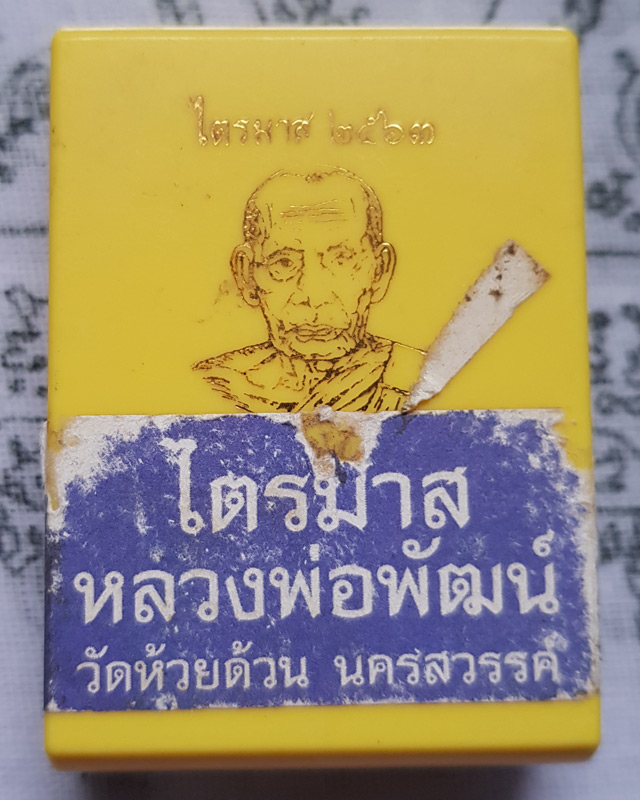 ไตรมาส ๒๕๖๓
ไตรมาส
หลวงพ่อพัฒน์
วัดห้วยด้วน นครสวรรค์